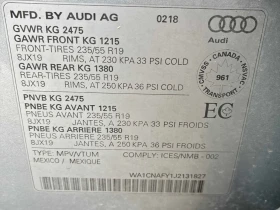 MFD. BY AUDI AG 0218
GVWR KG 2475
GAWR FRONT KG 1215
FRONT-TIRES 235/55 R19
8JX19 RIMS, AT 230 KPA 33 PSI COLD
GAWR REAR KG 1380
REAR-TIRES 235/55 R19
8JX19 RIMS, AT 250 KPA 36 PSI COLD
PNVB KG 2475
PNBE KG AVANT 1215
PNEUS AVANT 235/55 R19
8JX19 JANTES, A 230 KPA 33 PSI FROIDS
PNBE KG ARRIERE 1380
PNEUS ARRIERE 235/55 R19
8JX19 JANTES, A 250 KPA 36 PSI FROIDS
TYPE: MPV/VTUM COMPLY: ICES/NMB - 002
MEXICO / MEXIQUE
WA1CNAFY1J2131827
Audi
CMVSS - CANADA - NSVAC
TRANSPORT
961
EC